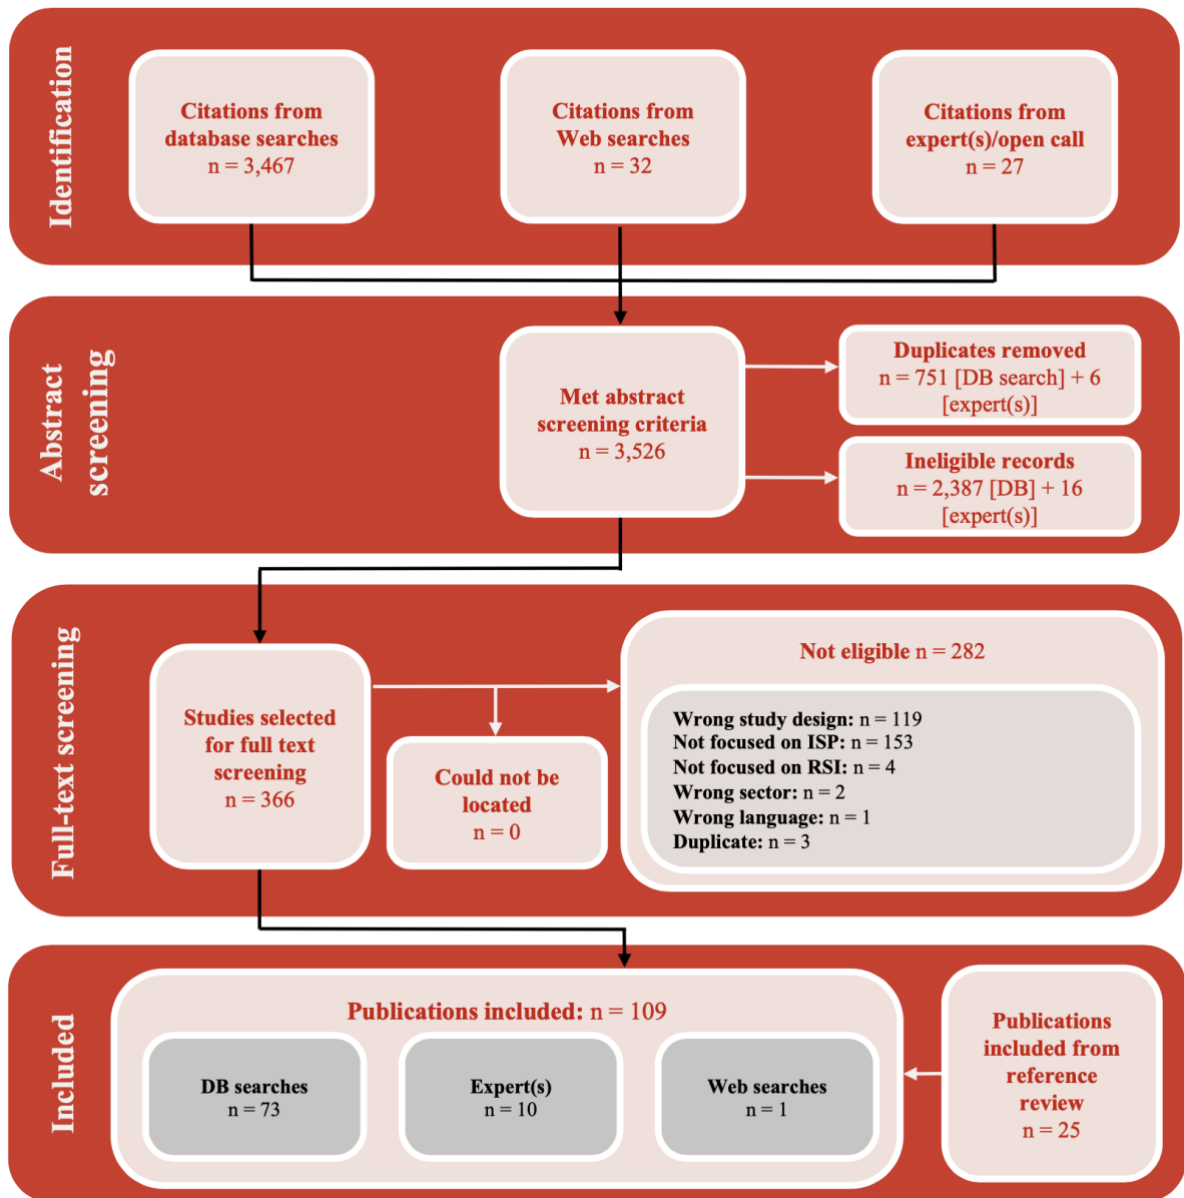 Identification
Citations from
database searches
n = 3,467
Citations from
Web searches
n = 32
Citations from
expert(s)/open call
n = 27
Abstract
screening
Met abstract
screening criteria
n = 3,526
Duplicates removed
n = 751 [DB search] + 6
[expert(s)]
Ineligible records
n = 2,387 [DB] + 16
[expert(s)]
Full-text screening
Studies selected
for full text
screening
n = 366
Could not be
located
n = 0
Not eligible n = 282
Wrong study design: n = 119
Not focused on ISP: n = 153
Not focused on RSI: n = 4
Wrong sector: n = 2
Wrong language: n = 1
Duplicate: n = 3
Included
Publications included: n = 109
DB searches
n = 73
Expert(s)
n = 10
Web searches
n = 1
Publications
included from
reference
review
n = 25